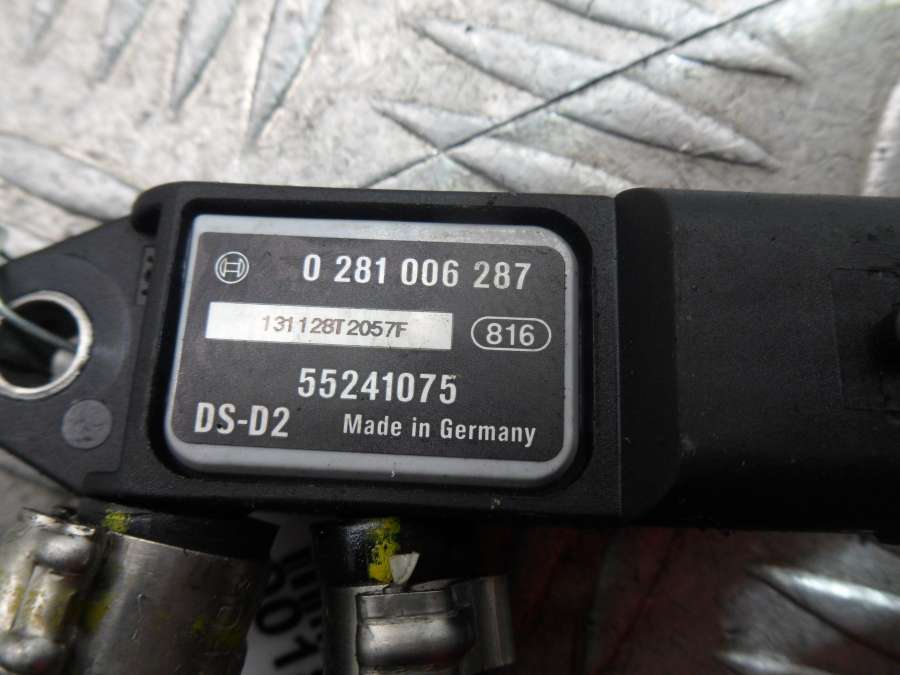 0 281 006 287
131128T2057F
816
55241075
DS-D2 Made in Germany